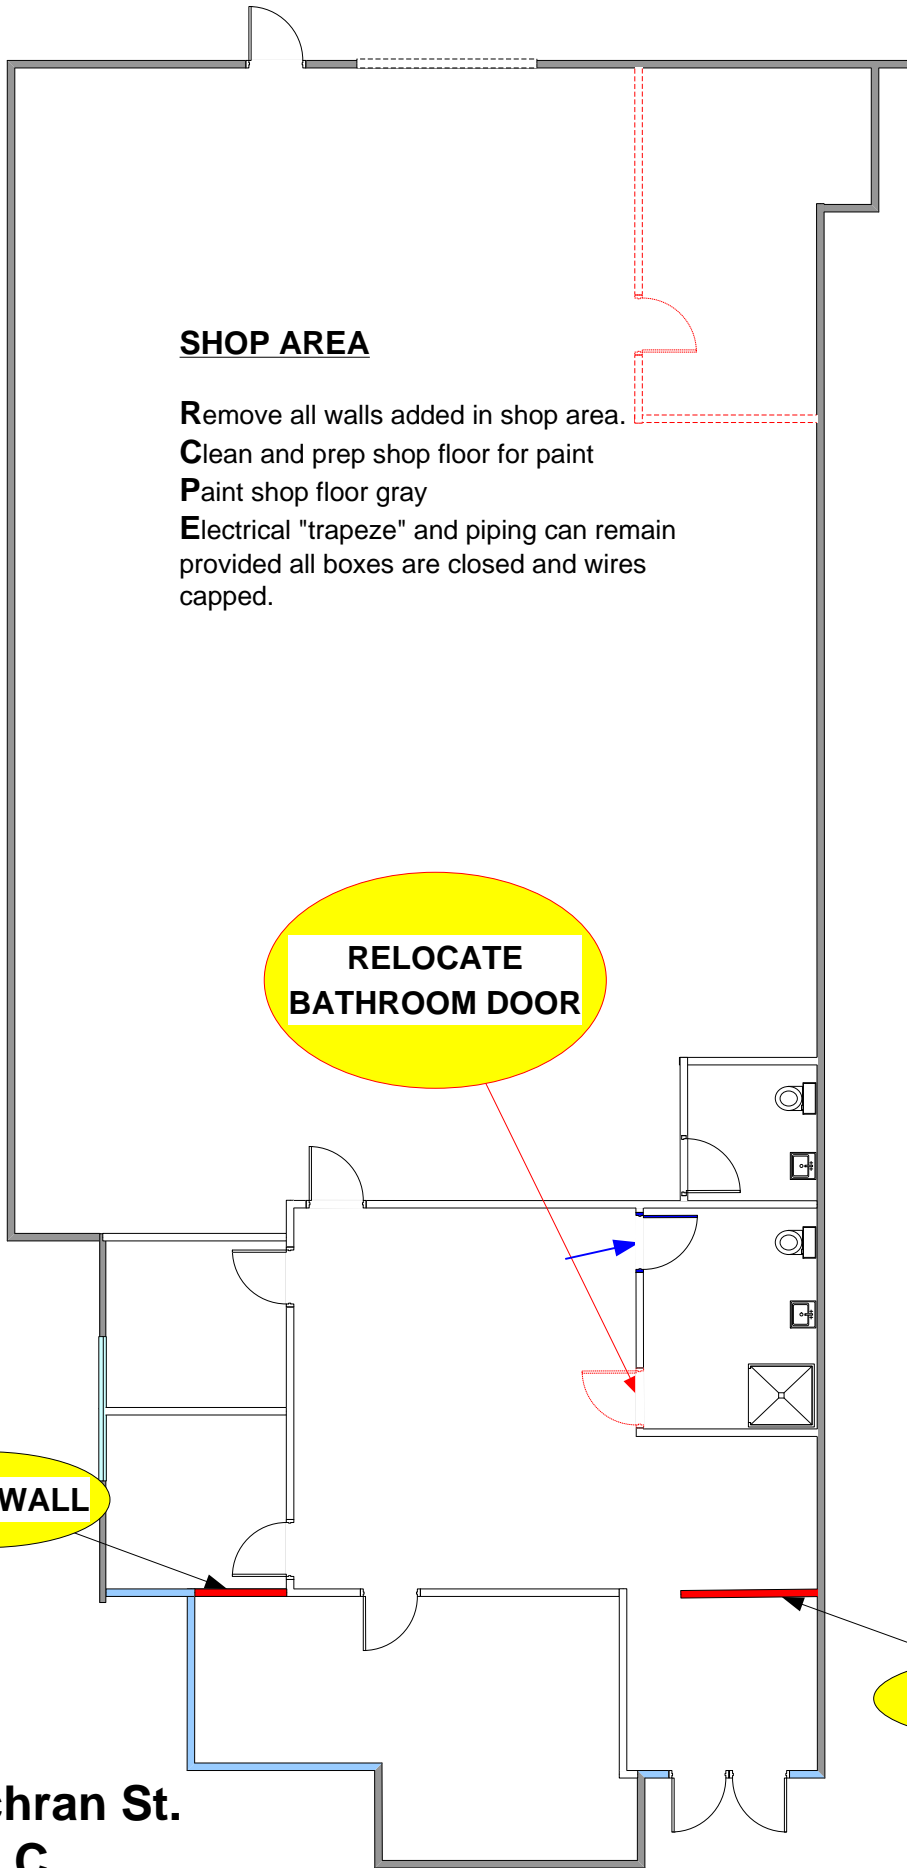 SHOP AREA
Remove all walls added in shop area.
Clean and prep shop floor for paint
Paint shop floor gray
Electrical "trapeze" and piping can remain
provided all boxes are closed and wires
capped.
RELOCATE
BATHROOM DOOR
WALL
chran St.
C